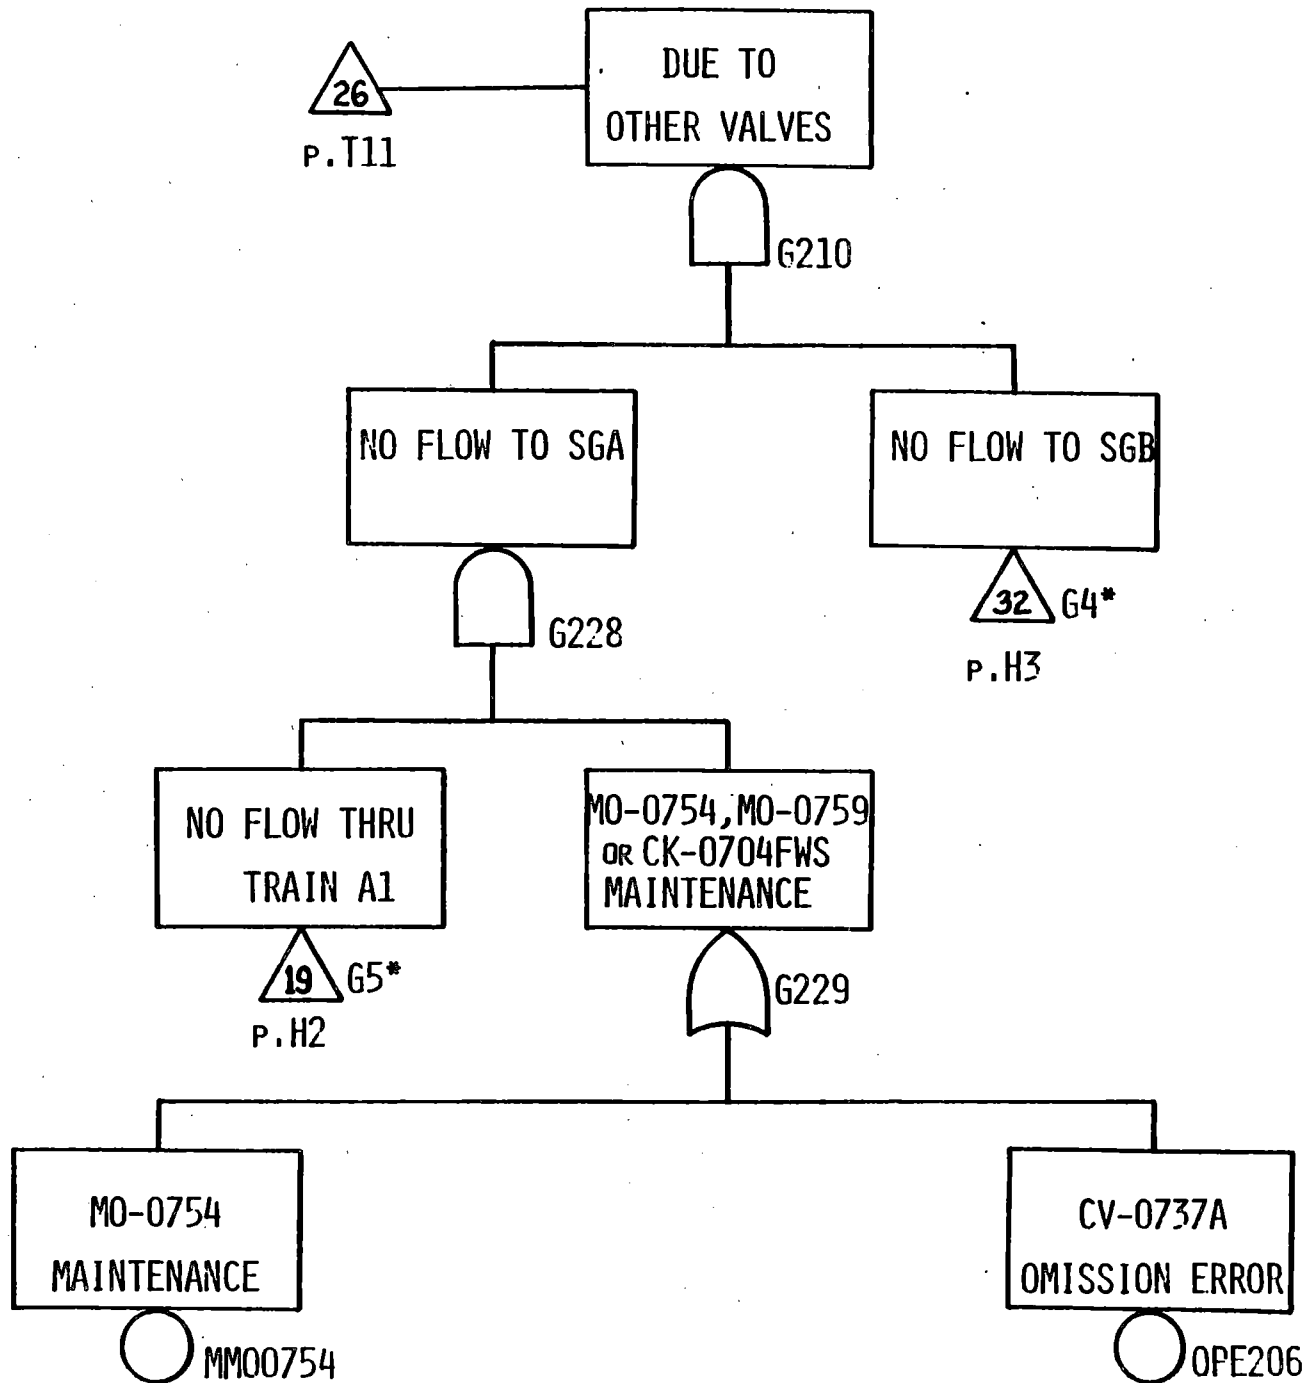 DUE TO
OTHER VALVES
26
P.T11
G210
NO FLOW TO SGA
NO FLOW TO SGB
G228
32
G4*
P.H3
NO FLOW THRU
TRAIN A1
MO-0754,MO-0759
OR CK-0704FWS
MAINTENANCE
19
G5*
P.H2
G229
MO-0754
MAINTENANCE
CV-0737A
OMISSION ERROR
MMO0754
OPE206